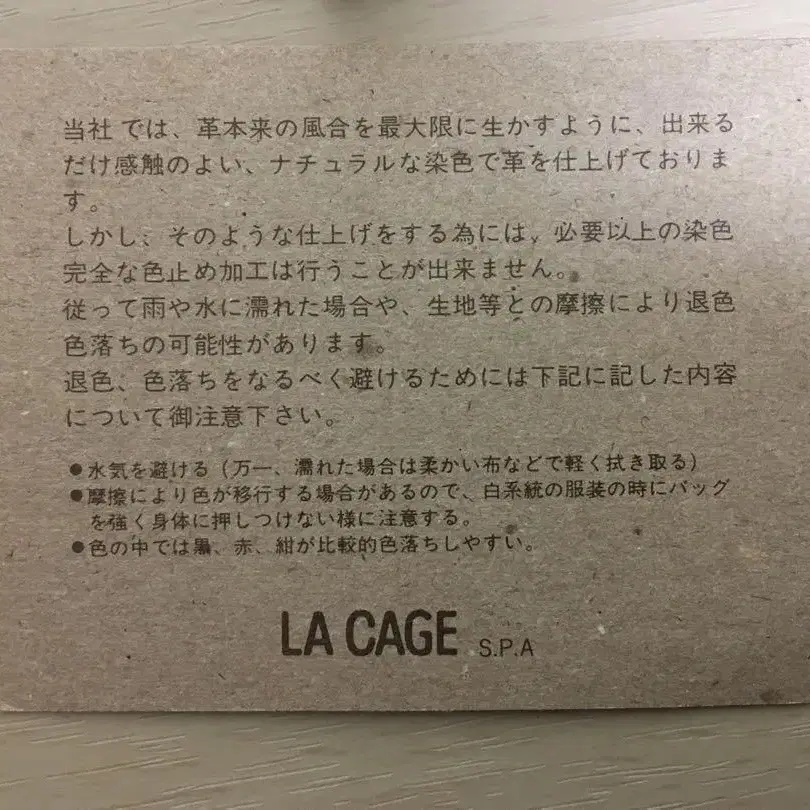 当社では、革本来の風合を最大限に生かすように、出来る
だけ感触のよい、ナチュラルな染色で革を仕上げておりま
す。
しかし、そのような仕上げをする為には、必要以上の染色
完全な色止め加工は行うことが出来ません。
従って雨や水に濡れた場合や、生地等との摩擦により退色
色落ちの可能性があります。
退色、色落ちをなるべく避けるためには下記に記した内容
について御注意下さい。
●水気を避ける(万一、濡れた場合は柔かい布などで軽く拭き取る)
●摩擦により色が移行する場合があるので、白系統の服装の時にバッグ
を強く身体に押しつけない様に注意する。
●色の中では黒、赤、紺が比較的色落ちしやすい。
LA CAGE S.P.A